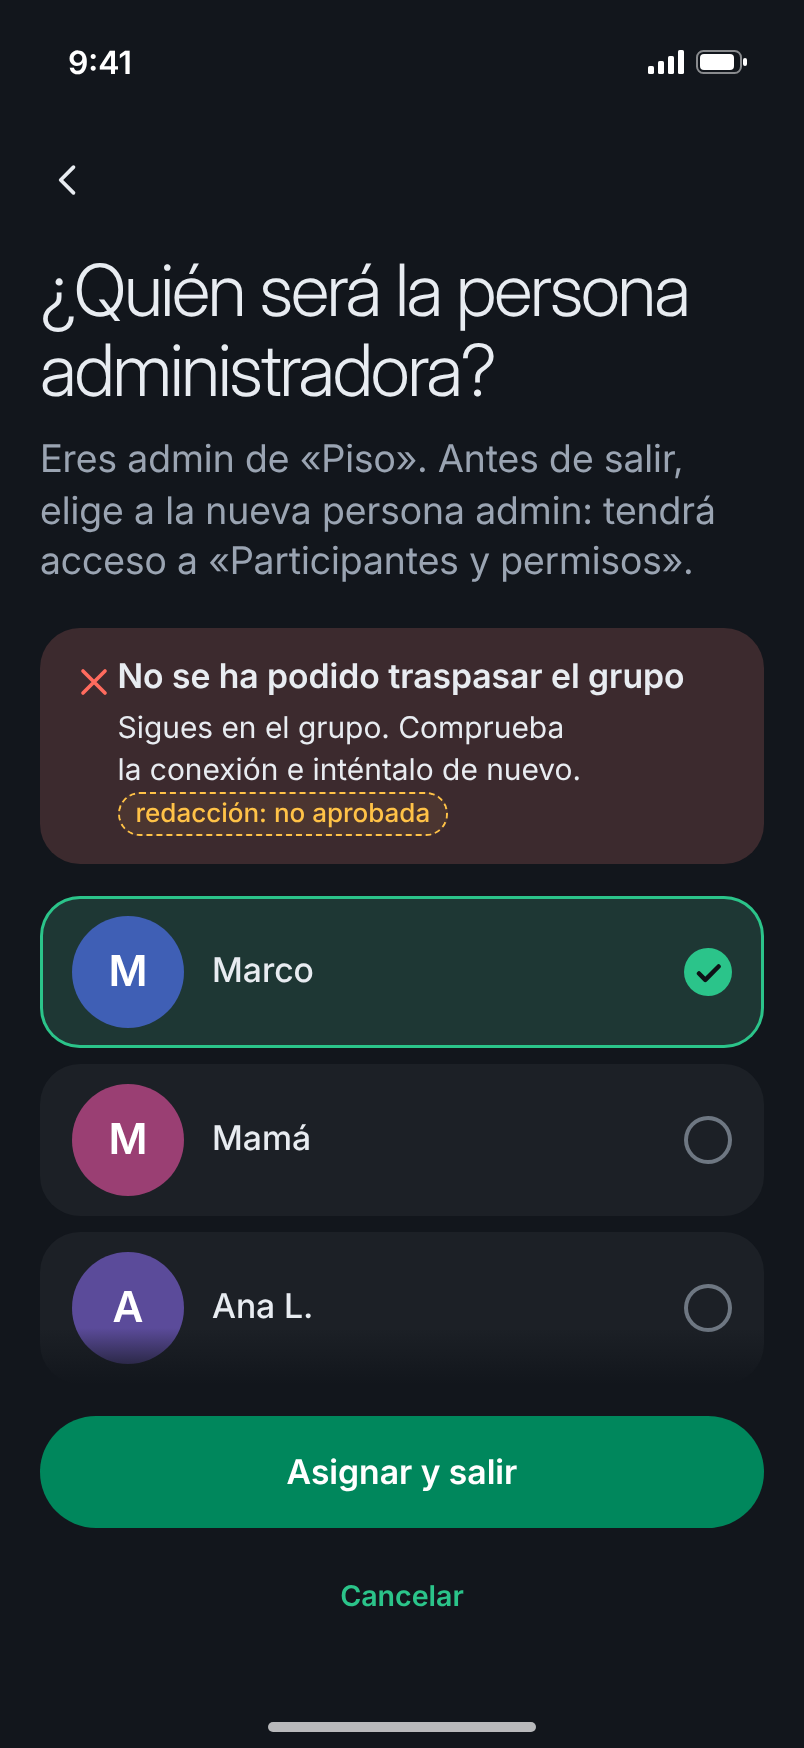 9:41
¿Quién será la persona
administradora?
Eres admin de «Piso». Antes de salir,
elige a la nueva persona admin: tendrá
acceso a «Participantes y permisos».
No se ha podido traspasar el grupo
Sigues en el grupo. Comprueba
la conexión e inténtalo de nuevo.
redacción: no aprobada
M Marco
M Mamá
A Ana L.
Asignar y salir
Cancelar